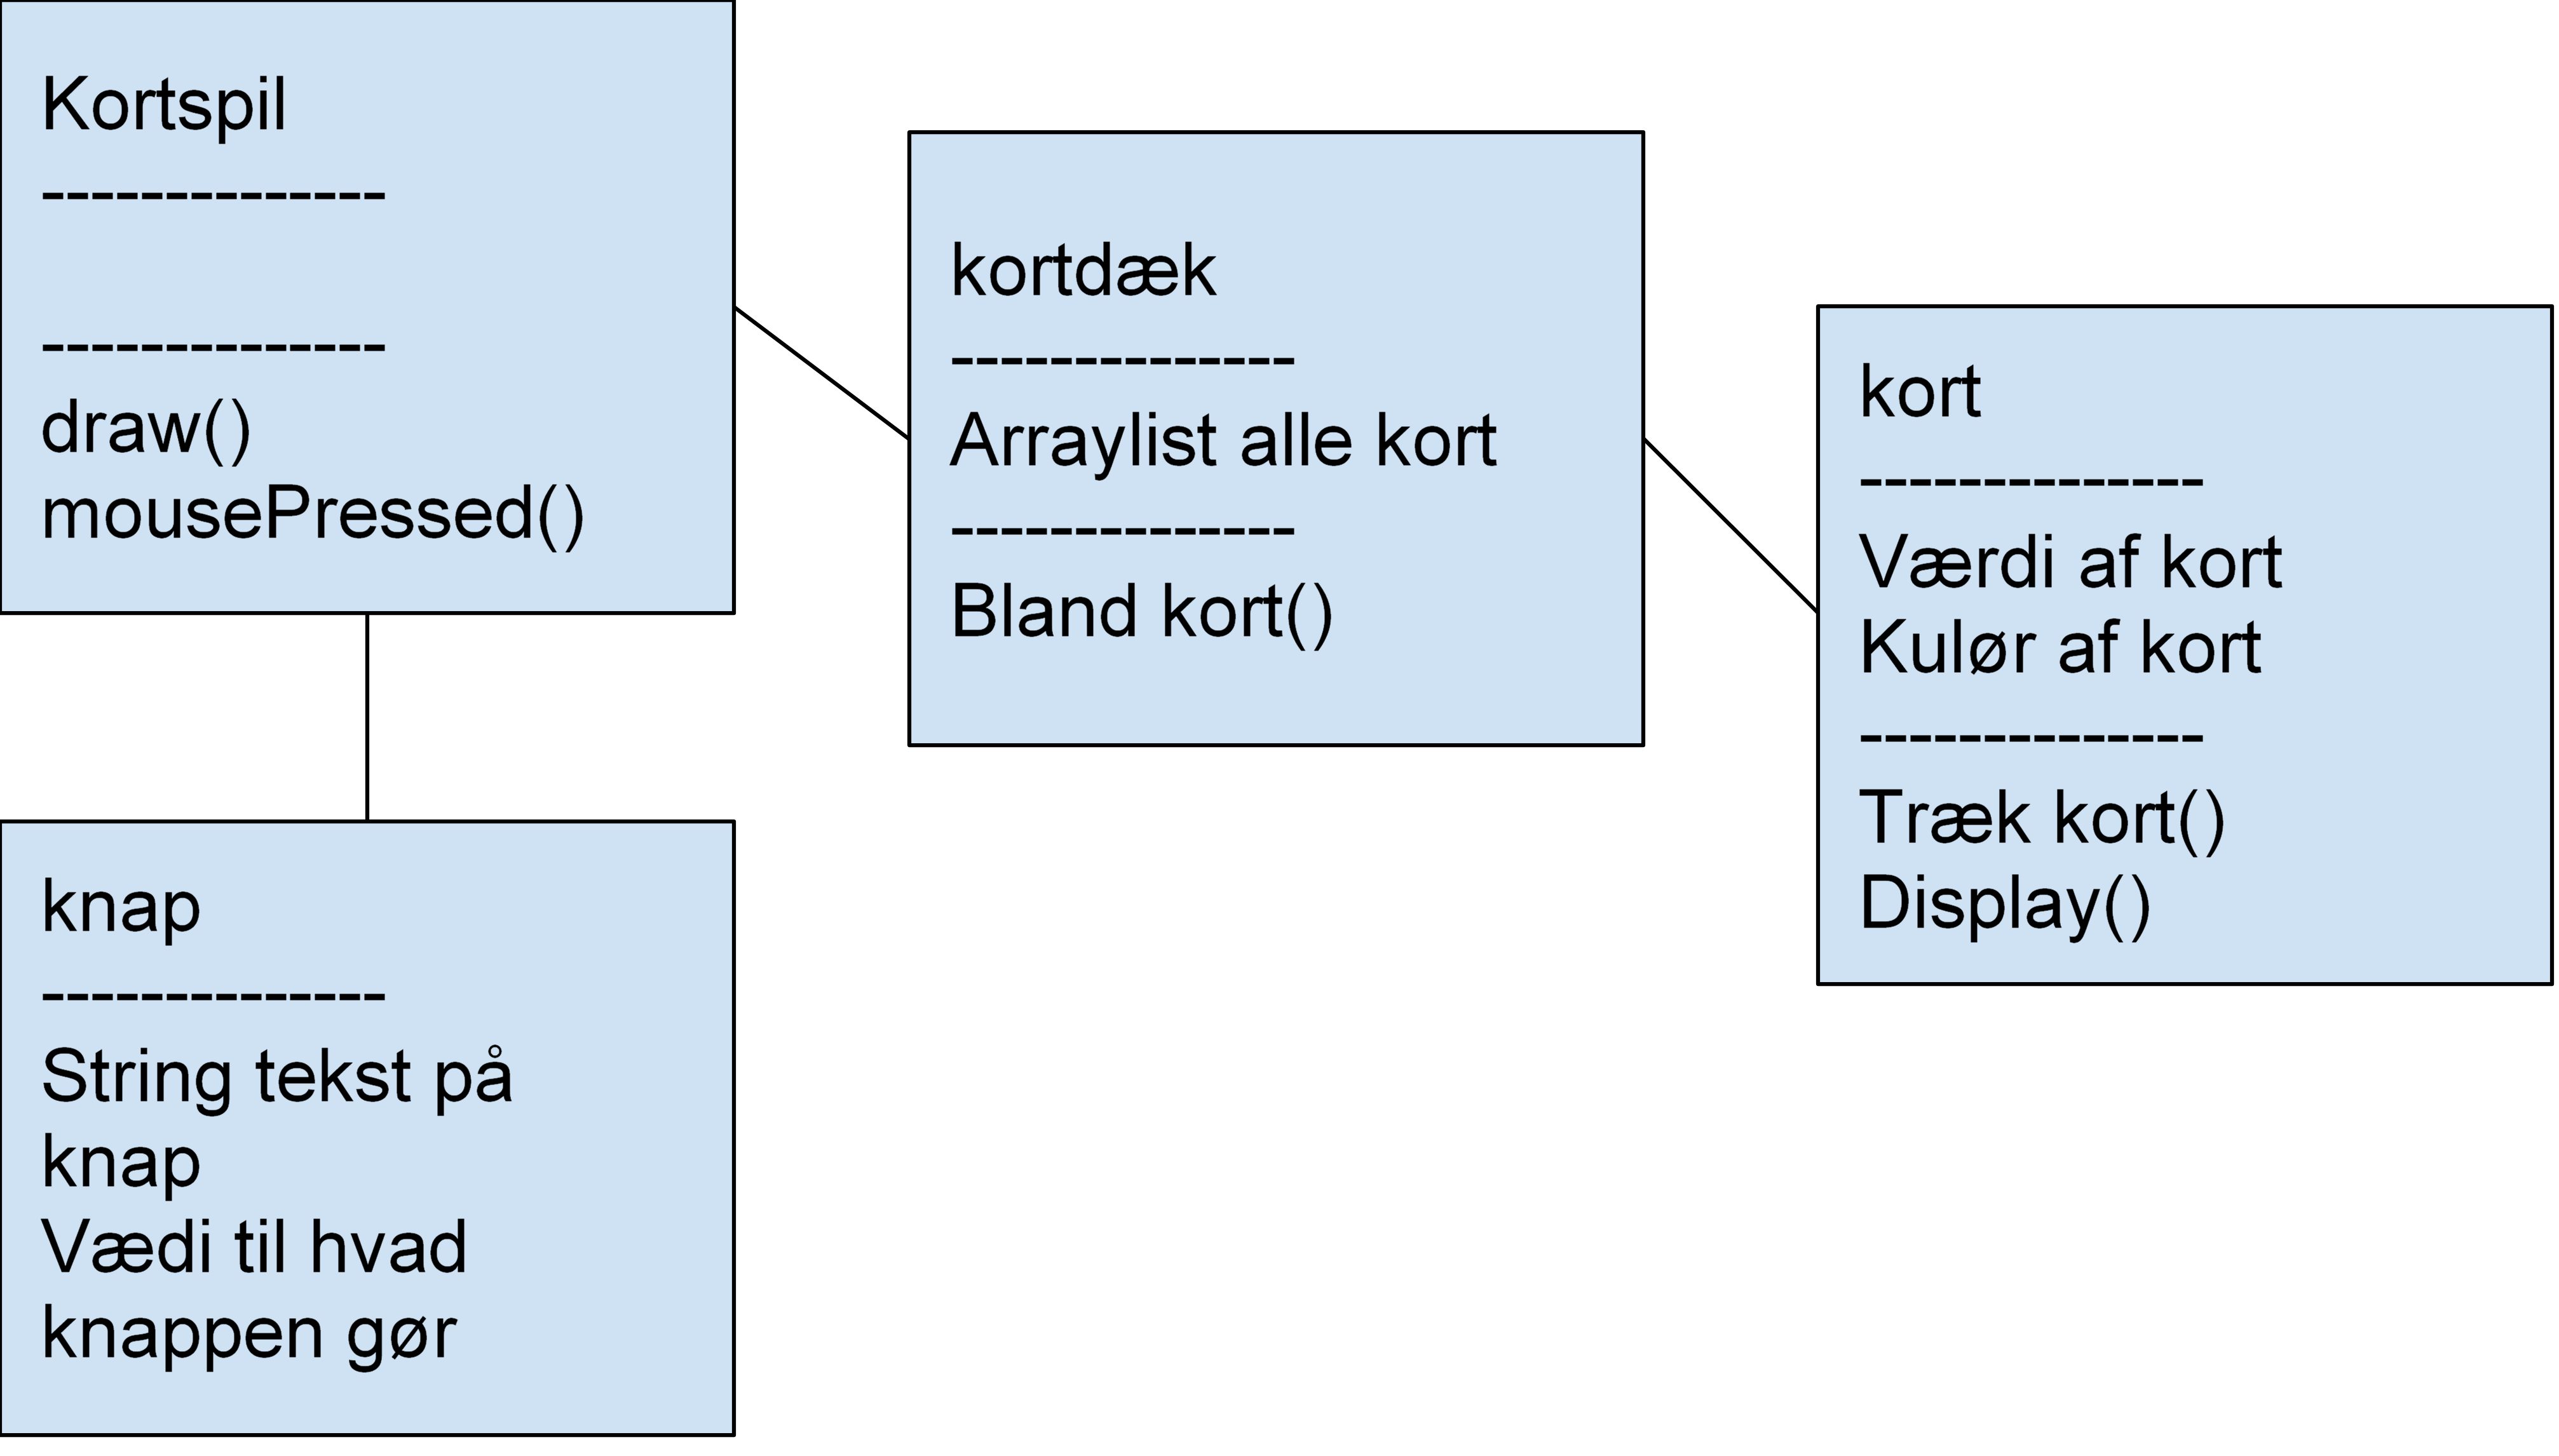 Kortspil
--------------
--------------
draw()
mousePressed()
kortdæk
--------------
Arraylist alle kort
--------------
Bland kort()
kort
--------------
Værdi af kort
Kulør af kort
--------------
Træk kort()
Display()
knap
--------------
String tekst på
knap
Vædi til hvad
knappen gør